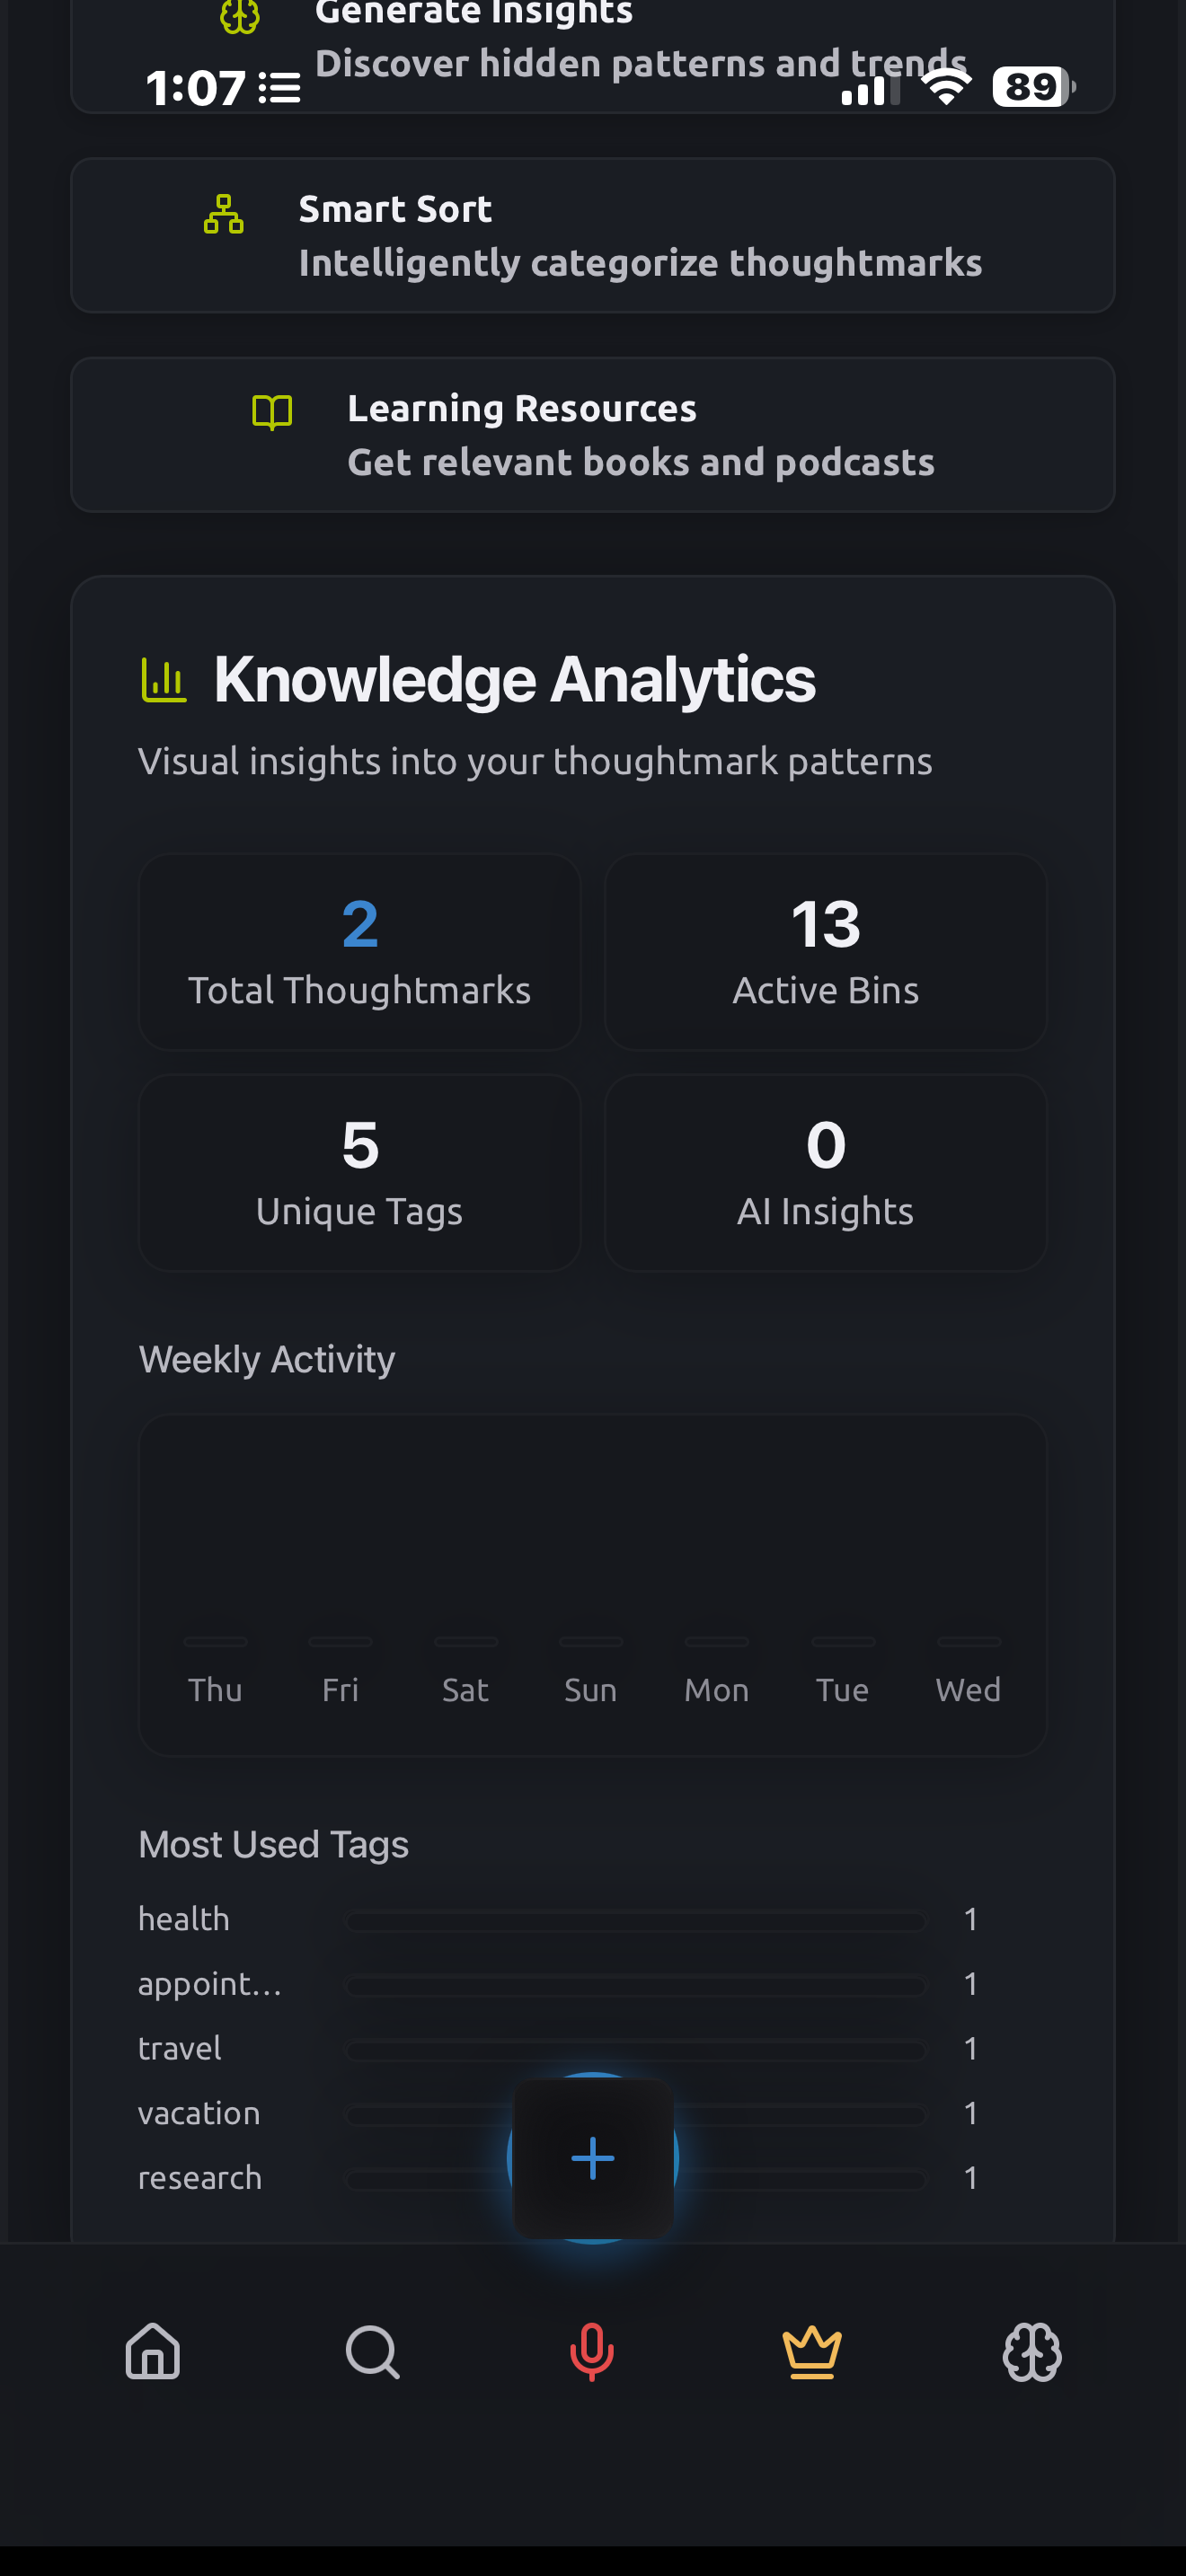 Generate Insights
Discover hidden patterns and trends
1:07
89
Smart Sort
Intelligently categorize thoughtmarks
Learning Resources
Get relevant books and podcasts
Knowledge Analytics
Visual insights into your thoughtmark patterns
2
Total Thoughtmarks
13
Active Bins
5
Unique Tags
0
AI Insights
Weekly Activity
Thu Fri Sat Sun Mon Tue Wed
Most Used Tags
health 1
appoint... 1
travel 1
vacation 1
research 1